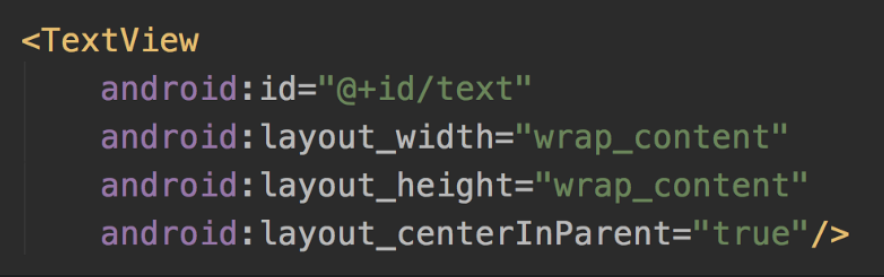 <TextView
android:id="@+id/text"
android:layout_width="wrap_content"
android:layout_height="wrap_content"
android:layout_centerInParent="true"/>